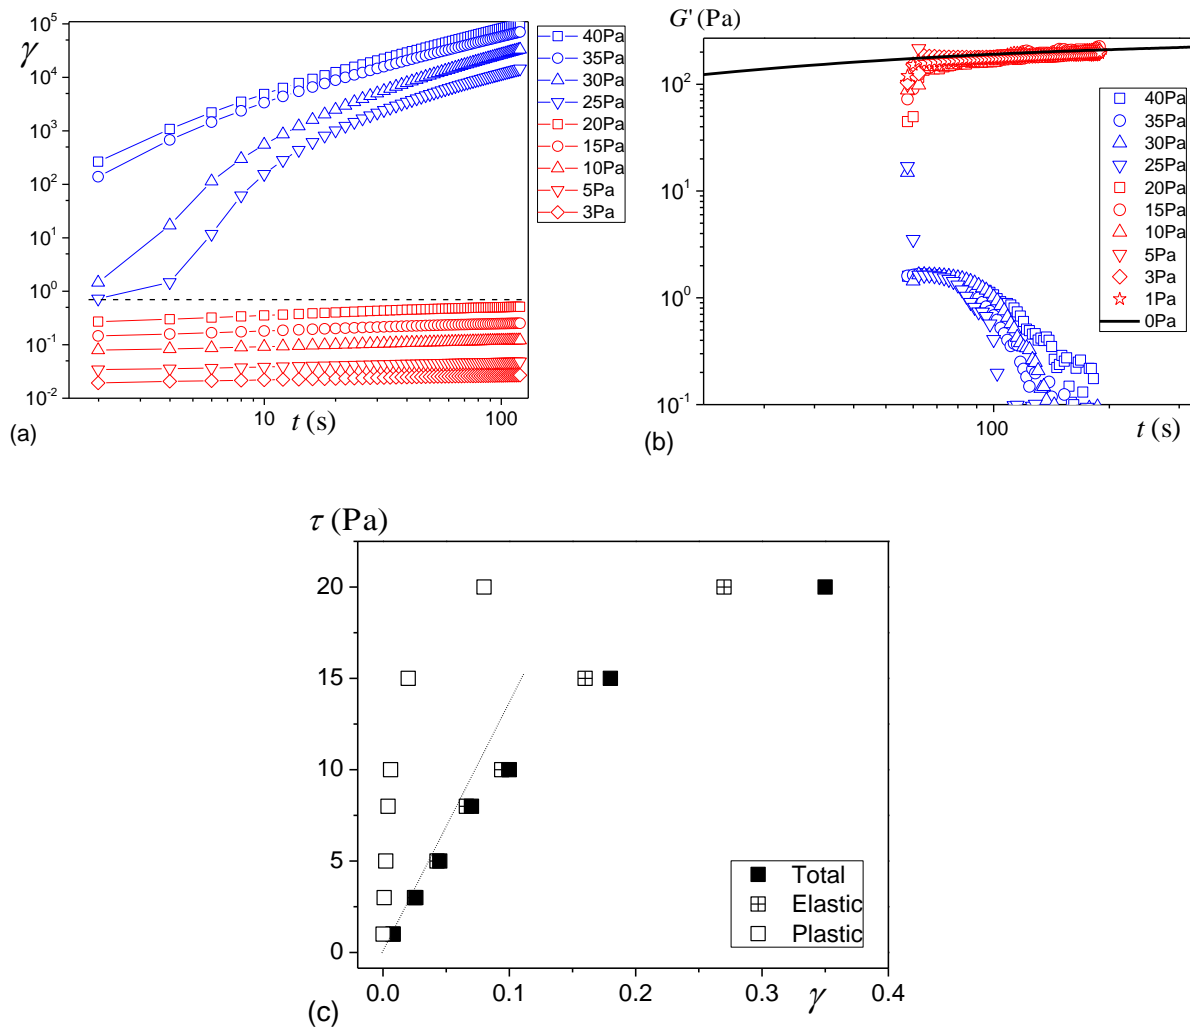 10^5
γ
10^4
10^3
10^2
10^1
10^0
10^-1
10^-2
10
100
t (s)
40Pa
35Pa
30Pa
25Pa
20Pa
15Pa
10Pa
5Pa
3Pa
(a)
G' (Pa)
10^2
10^1
10^0
10^-1
100
t (s)
40Pa
35Pa
30Pa
25Pa
20Pa
15Pa
10Pa
5Pa
3Pa
1Pa
0Pa
(b)
τ (Pa)
20
15
10
5
0
0.0
0.1
0.2
0.3
γ
0.4
Total
Elastic
Plastic
(c)